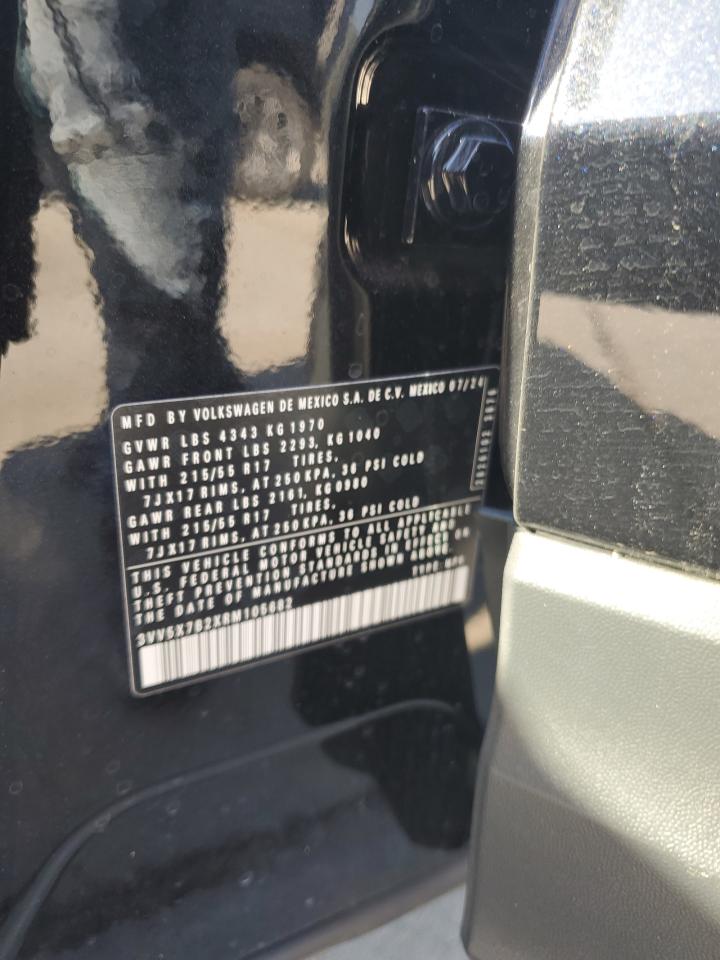 MFD BY VOLKSWAGEN DE MEXICO S.A. DE C.V. MEXICO 07/24
GVWR LBS 4343 KG 1970
GAWR FRONT LBS 2293, KG 1040
WITH 215/55 R17 TIRES,
7JX17 RIMS, AT 250 KPA, 36 PSI COLD
GAWR REAR LBS 2161, KG 0980
WITH 215/55 R17 TIRES,
7JX17 RIMS, AT 250 KPA, 36 PSI COLD
THIS VEHICLE CONFORMS TO ALL APPLICABLE
U.S. FEDERAL MOTOR VEHICLE SAFETY AND
THEFT PREVENTION STANDARDS IN EFFECT ON
THE DATE OF MANUFACTURE SHOWN ABOVE.
3VV5X7B2XRM105682 TYPE